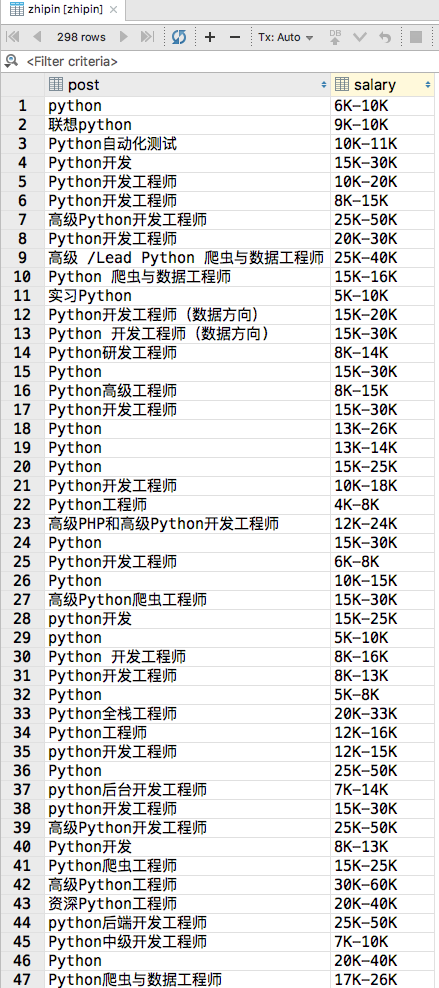 zhipin [zhipin]
298 rows
Tx: Auto
DB
<Filter criteria>
post salary
1 python 6K-10K
2 联想python 9K-10K
3 Python自动化测试 10K-11K
4 Python开发 15K-30K
5 Python开发工程师 10K-20K
6 Python开发工程师 8K-15K
7 高级Python开发工程师 25K-50K
8 Python开发工程师 20K-30K
9 高级 /Lead Python 爬虫与数据工程师 25K-40K
10 Python 爬虫与数据工程师 15K-16K
11 实习Python 5K-10K
12 Python开发工程师（数据方向） 15K-20K
13 Python 开发工程师（数据方向） 15K-30K
14 Python研发工程师 8K-14K
15 Python 15K-30K
16 Python高级工程师 8K-15K
17 Python开发工程师 15K-30K
18 Python 13K-26K
19 Python 13K-14K
20 Python 15K-25K
21 Python开发工程师 10K-18K
22 Python工程师 4K-8K
23 高级PHP和高级Python开发工程师 12K-24K
24 Python 15K-30K
25 Python开发工程师 6K-8K
26 Python 10K-15K
27 高级Python爬虫工程师 15K-30K
28 python开发 15K-25K
29 python 5K-10K
30 Python 开发工程师 8K-16K
31 Python开发工程师 8K-13K
32 Python 5K-8K
33 Python全栈工程师 20K-33K
34 Python工程师 12K-16K
35 python开发工程师 12K-15K
36 Python 25K-50K
37 python后台开发工程师 7K-14K
38 python开发工程师 15K-30K
39 高级Python开发工程师 25K-50K
40 Python开发 8K-13K
41 Python爬虫工程师 15K-25K
42 高级Python工程师 30K-60K
43 资深Python工程师 20K-40K
44 python后端开发工程师 25K-50K
45 Python中级开发工程师 7K-10K
46 Python 20K-40K
47 Python爬虫与数据工程师 17K-26K